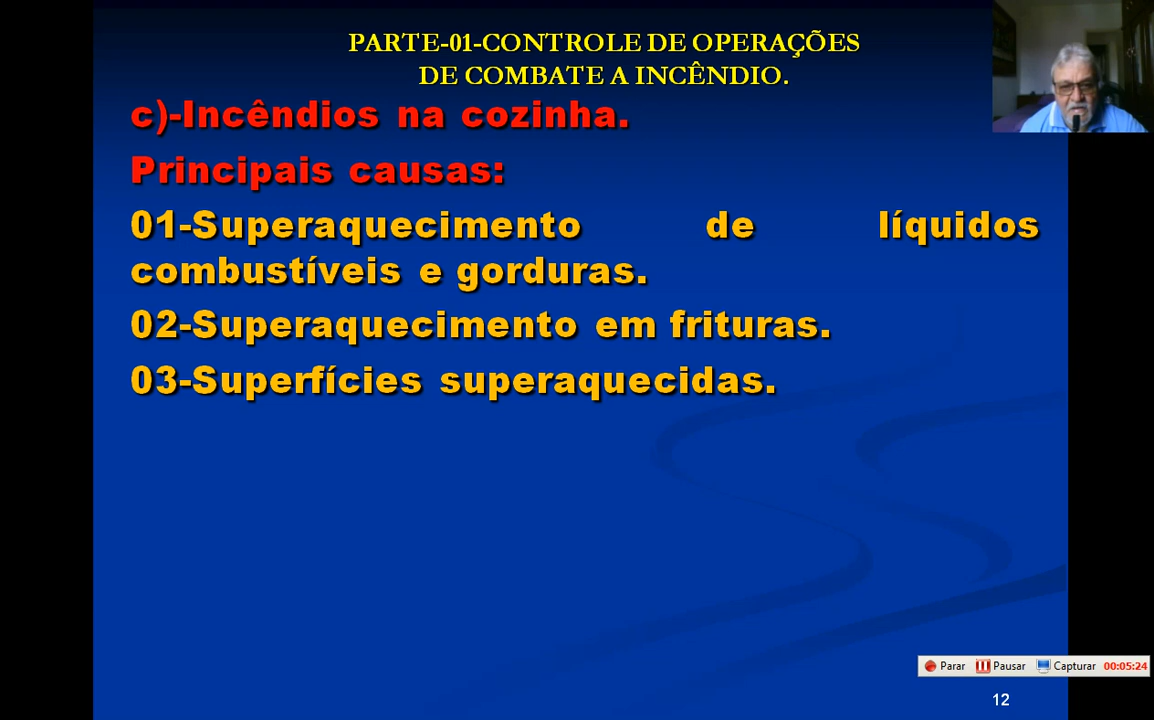 PARTE-01-CONTROLE DE OPERAÇÕES
DE COMBATE A INCÊNDIO.
c)-Incêndios na cozinha.
Principais causas:
01-Superaquecimento de líquidos
combustíveis e gorduras.
02-Superaquecimento em frituras.
03-Superfícies superaquecidas.
Parar Pausar Capturar 00:05:24
12